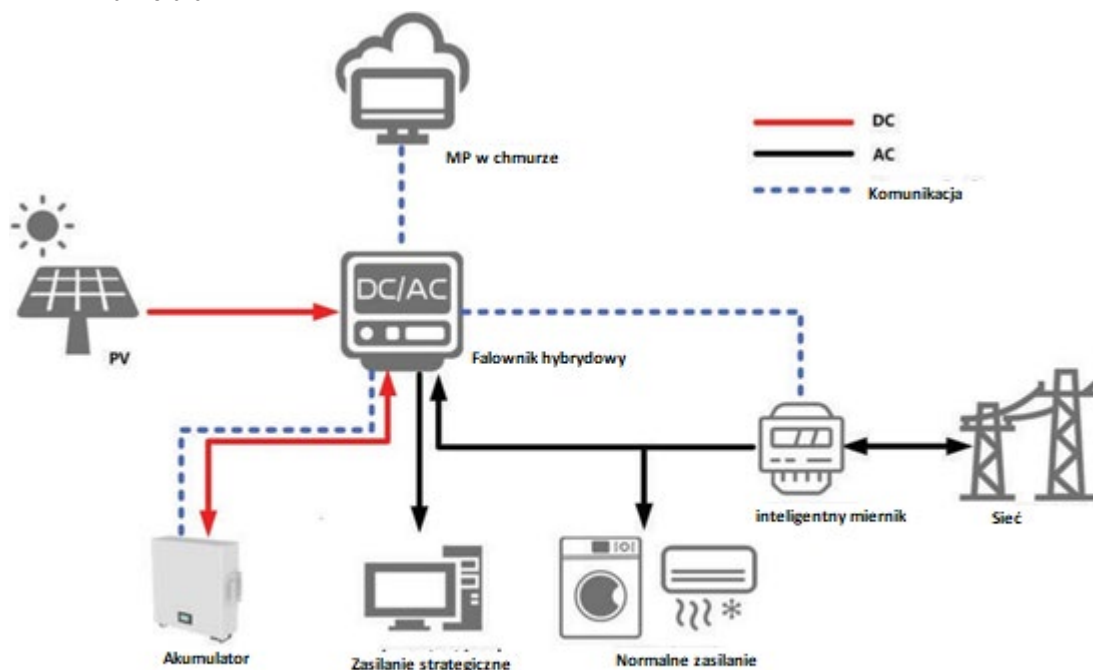 MP w chmurze
DC
AC
Komunikacja
DC/AC
PV
Falownik hybrydowy
inteligentny miernik
Sieć
Akumulator
Zasilanie strategiczne
Normalne zasilanie